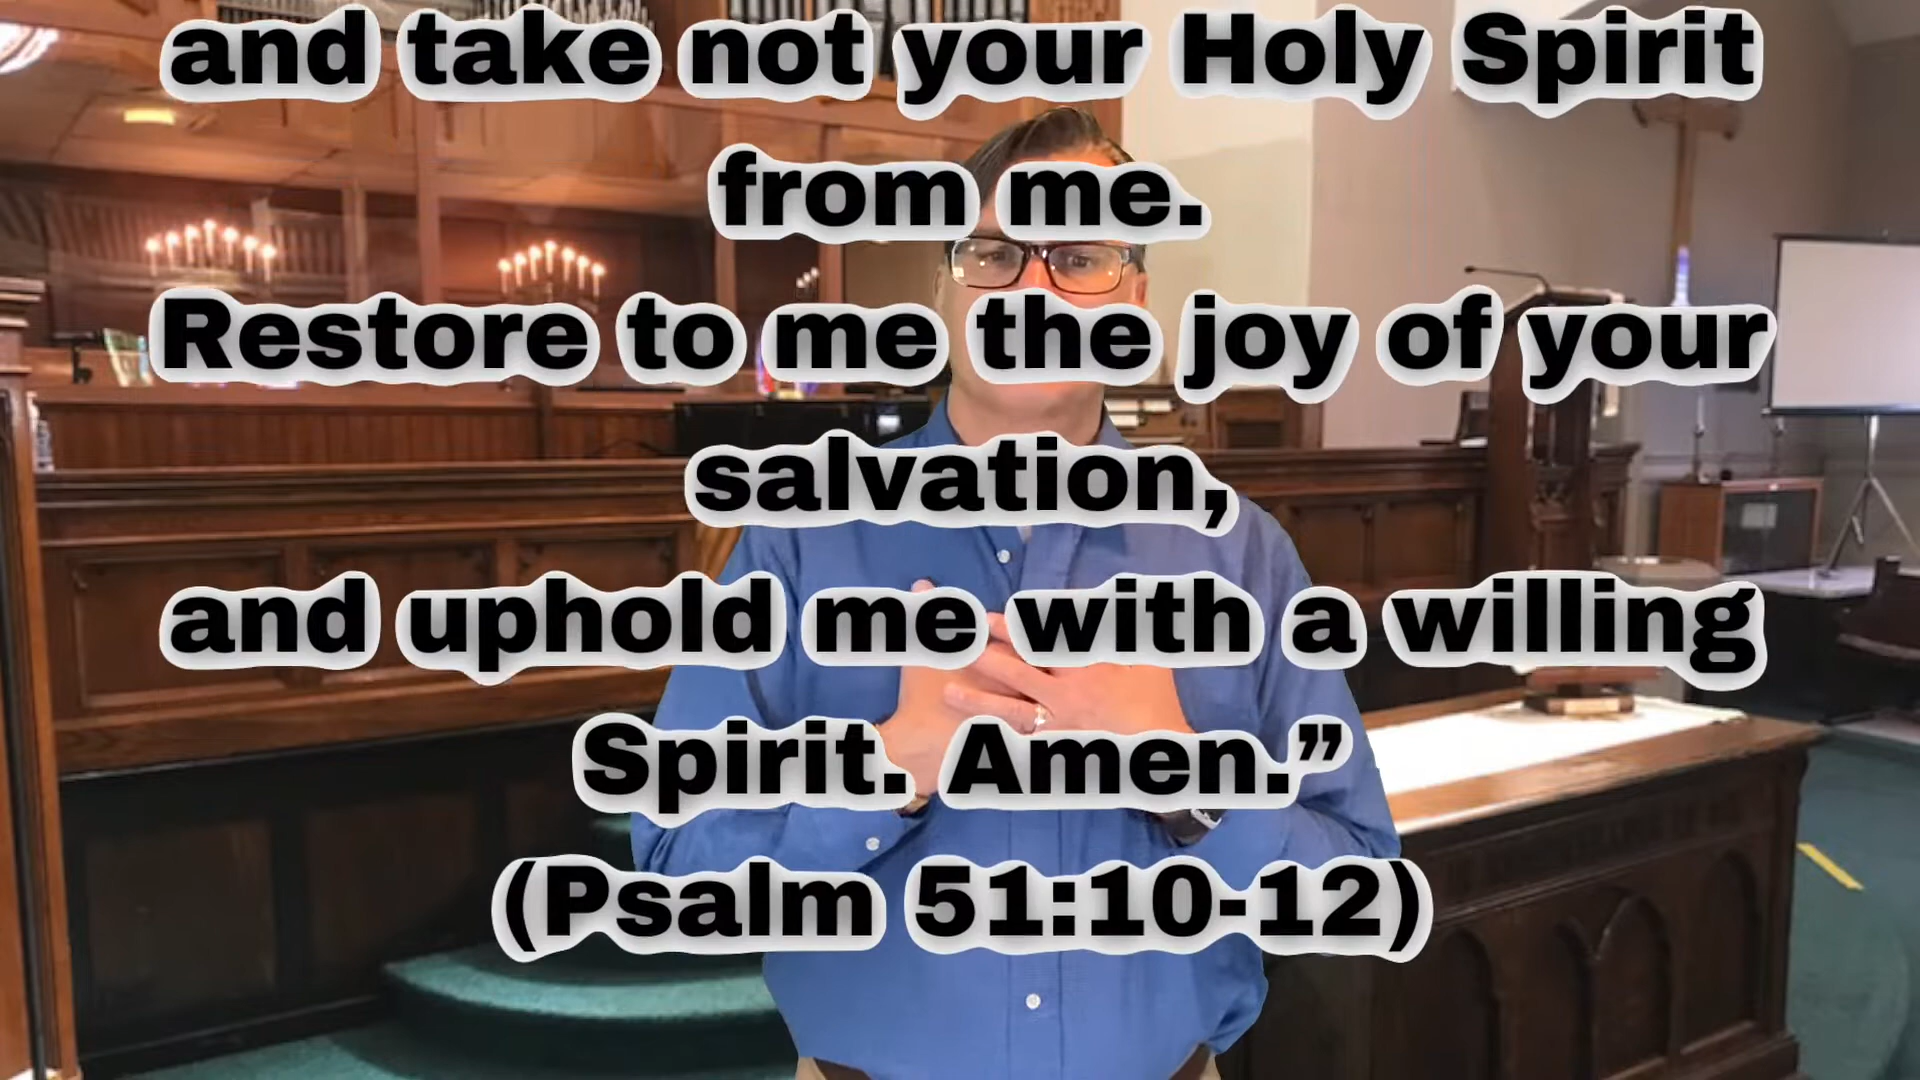 and take not your Holy Spirit
from me.
Restore to me the joy of your
salvation,
and uphold me with a willing
Spirit. Amen.”
(Psalm 51:10-12)